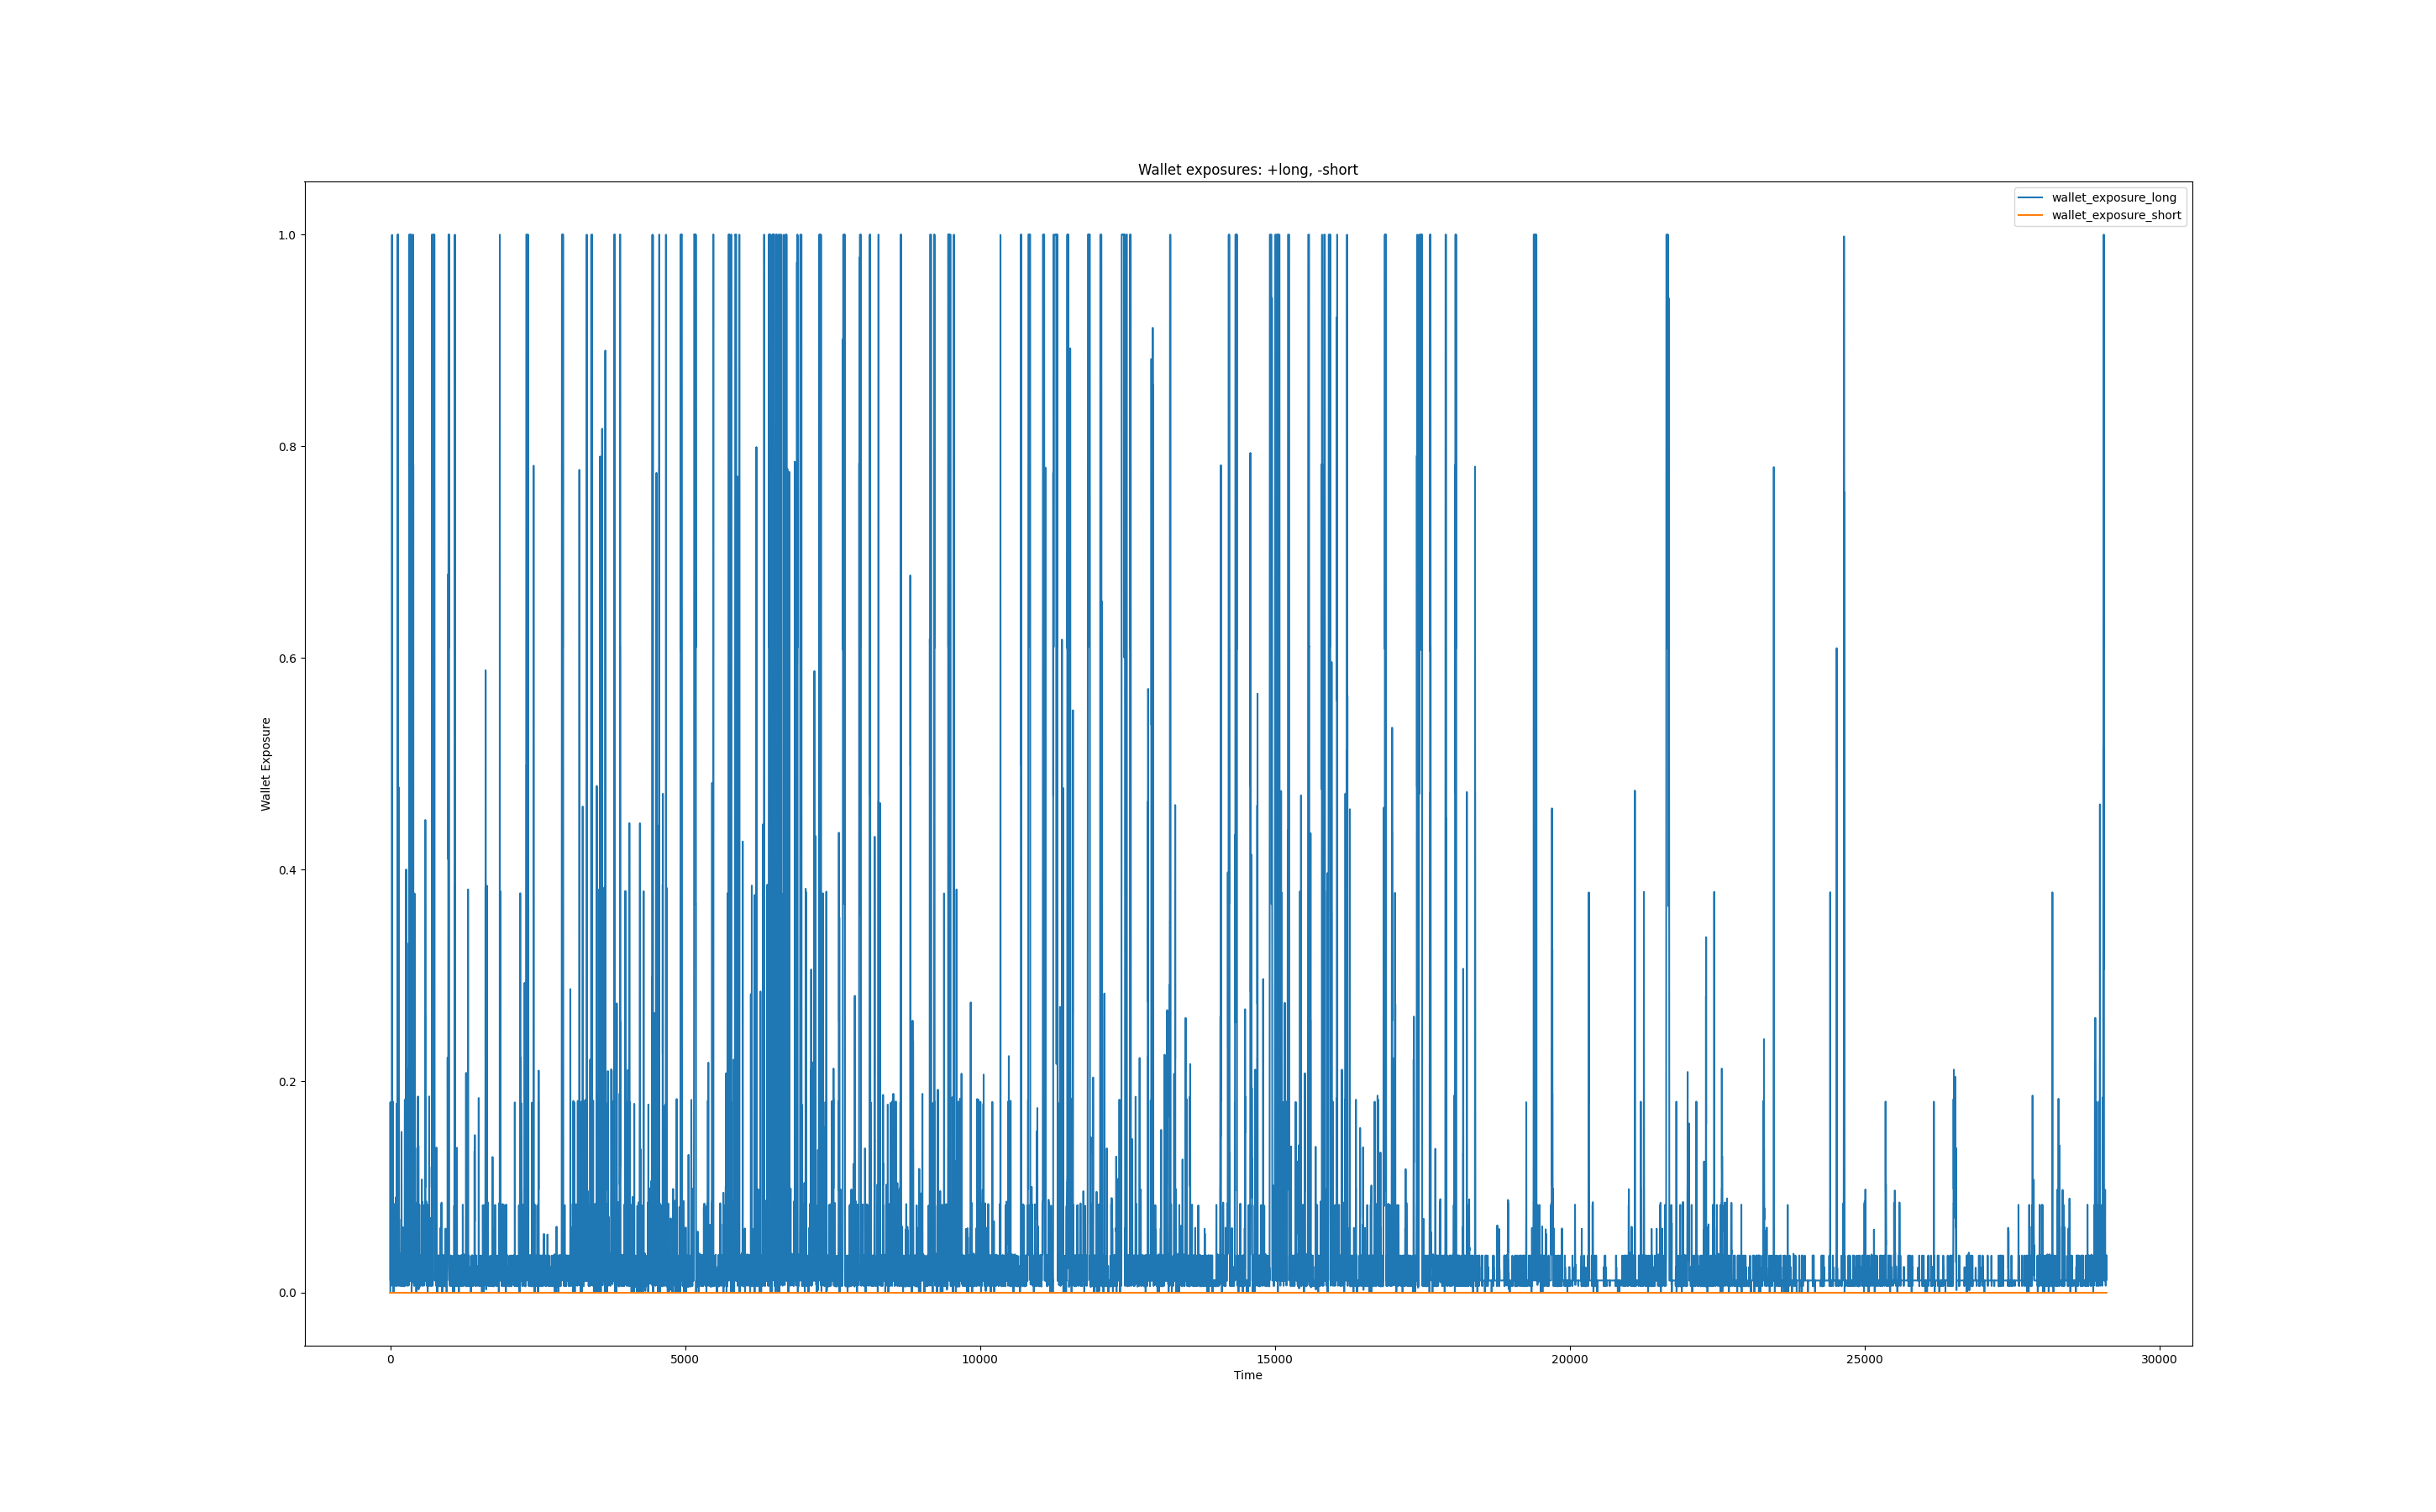 Wallet exposures: +long, -short
wallet_exposure_long
wallet_exposure_short
1.0
0.8
0.6
0.4
0.2
0.0
Wallet Exposure
0 5000 10000 15000 20000 25000 30000
Time